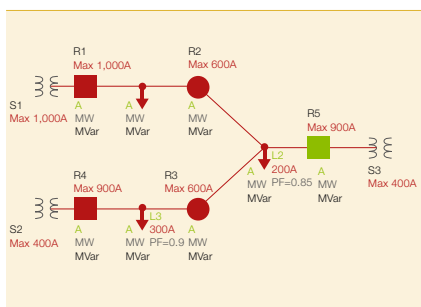 R1
Max 1,000A
R2
Max 600A
S1
Max 1,000A
A
MW
MVar
A
MW
MVar
A
MW
MVar
R5
Max 900A
L2
200A
PF=0.85
A
MW
MVar
A
MW
MVar
S3
Max 400A
R4
Max 900A
R3
Max 600A
S2
Max 400A
A
MW
MVar
L3
300A
PF=0.9
A
MW
MVar
A
MW
MVar